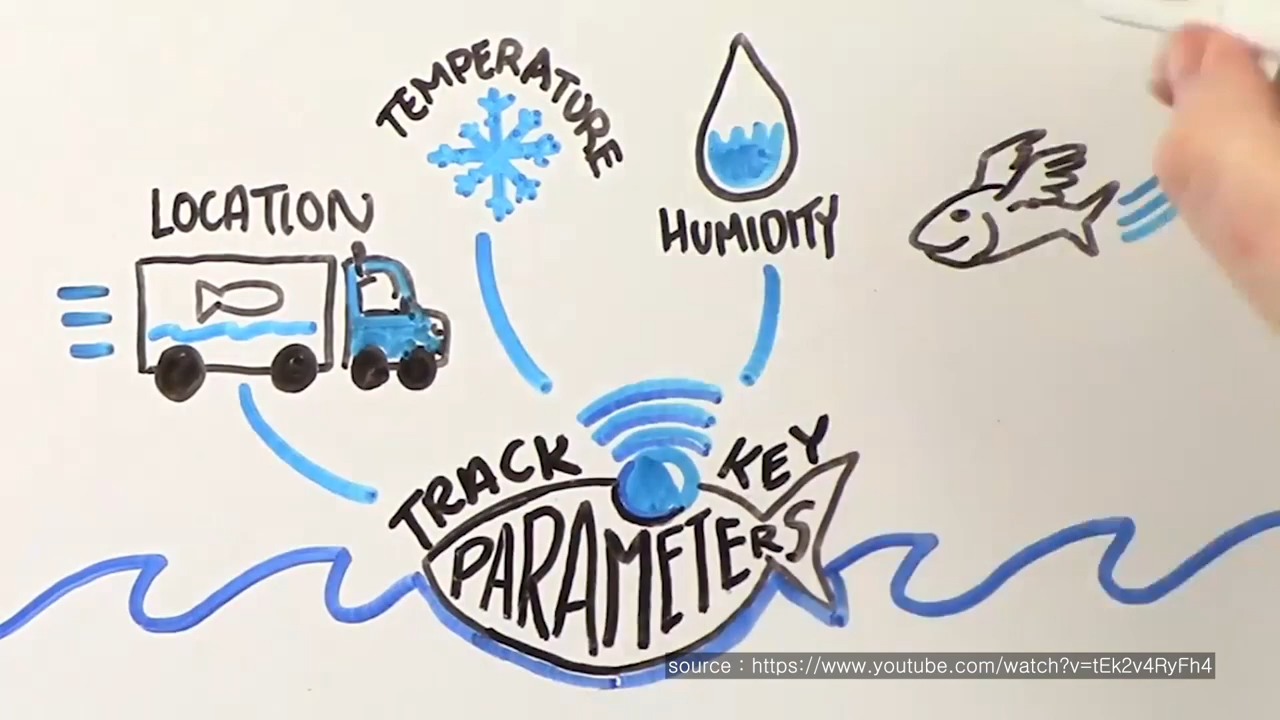 TEMPERATURE
LOCATION
HUMIDITY
TRACK KEY
PARAMETERS
source : https://www.youtube.com/watch?v=tEk2v4RyFh4